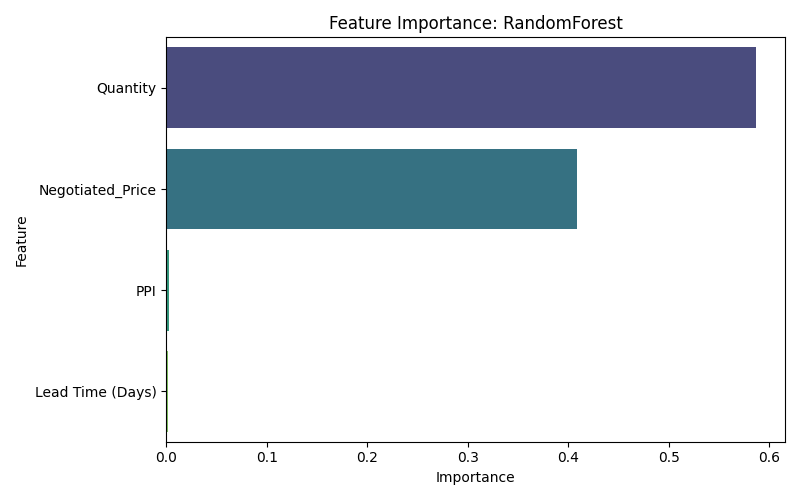 Feature Importance: RandomForest
Quantity
Negotiated_Price
PPI
Lead Time (Days)
Feature
0.0 0.1 0.2 0.3 0.4 0.5 0.6
Importance